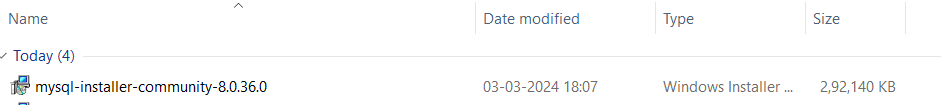 Name Date modified Type Size
Today (4)
mysql-installer-community-8.0.36.0 03-03-2024 18:07 Windows Installer ... 2,92,140 KB